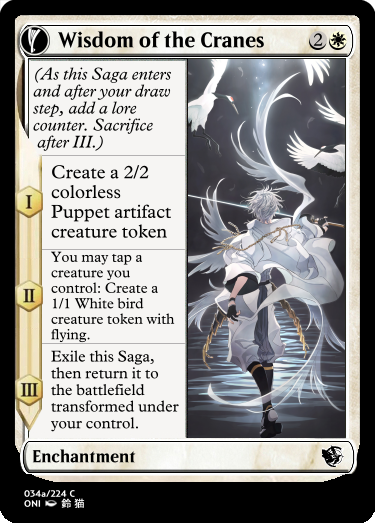 Wisdom of the Cranes 2
(As this Saga enters
and after your draw
step, add a lore
counter. Sacrifice
after III.)
I
Create a 2/2
colorless
Puppet artifact
creature token
II
You may tap a
creature you
control: Create a
1/1 White bird
creature token with
flying.
III
Exile this Saga,
then return it to
the battlefield
transformed under
your control.
Enchantment
034a/224 C
ONI 鈴猫